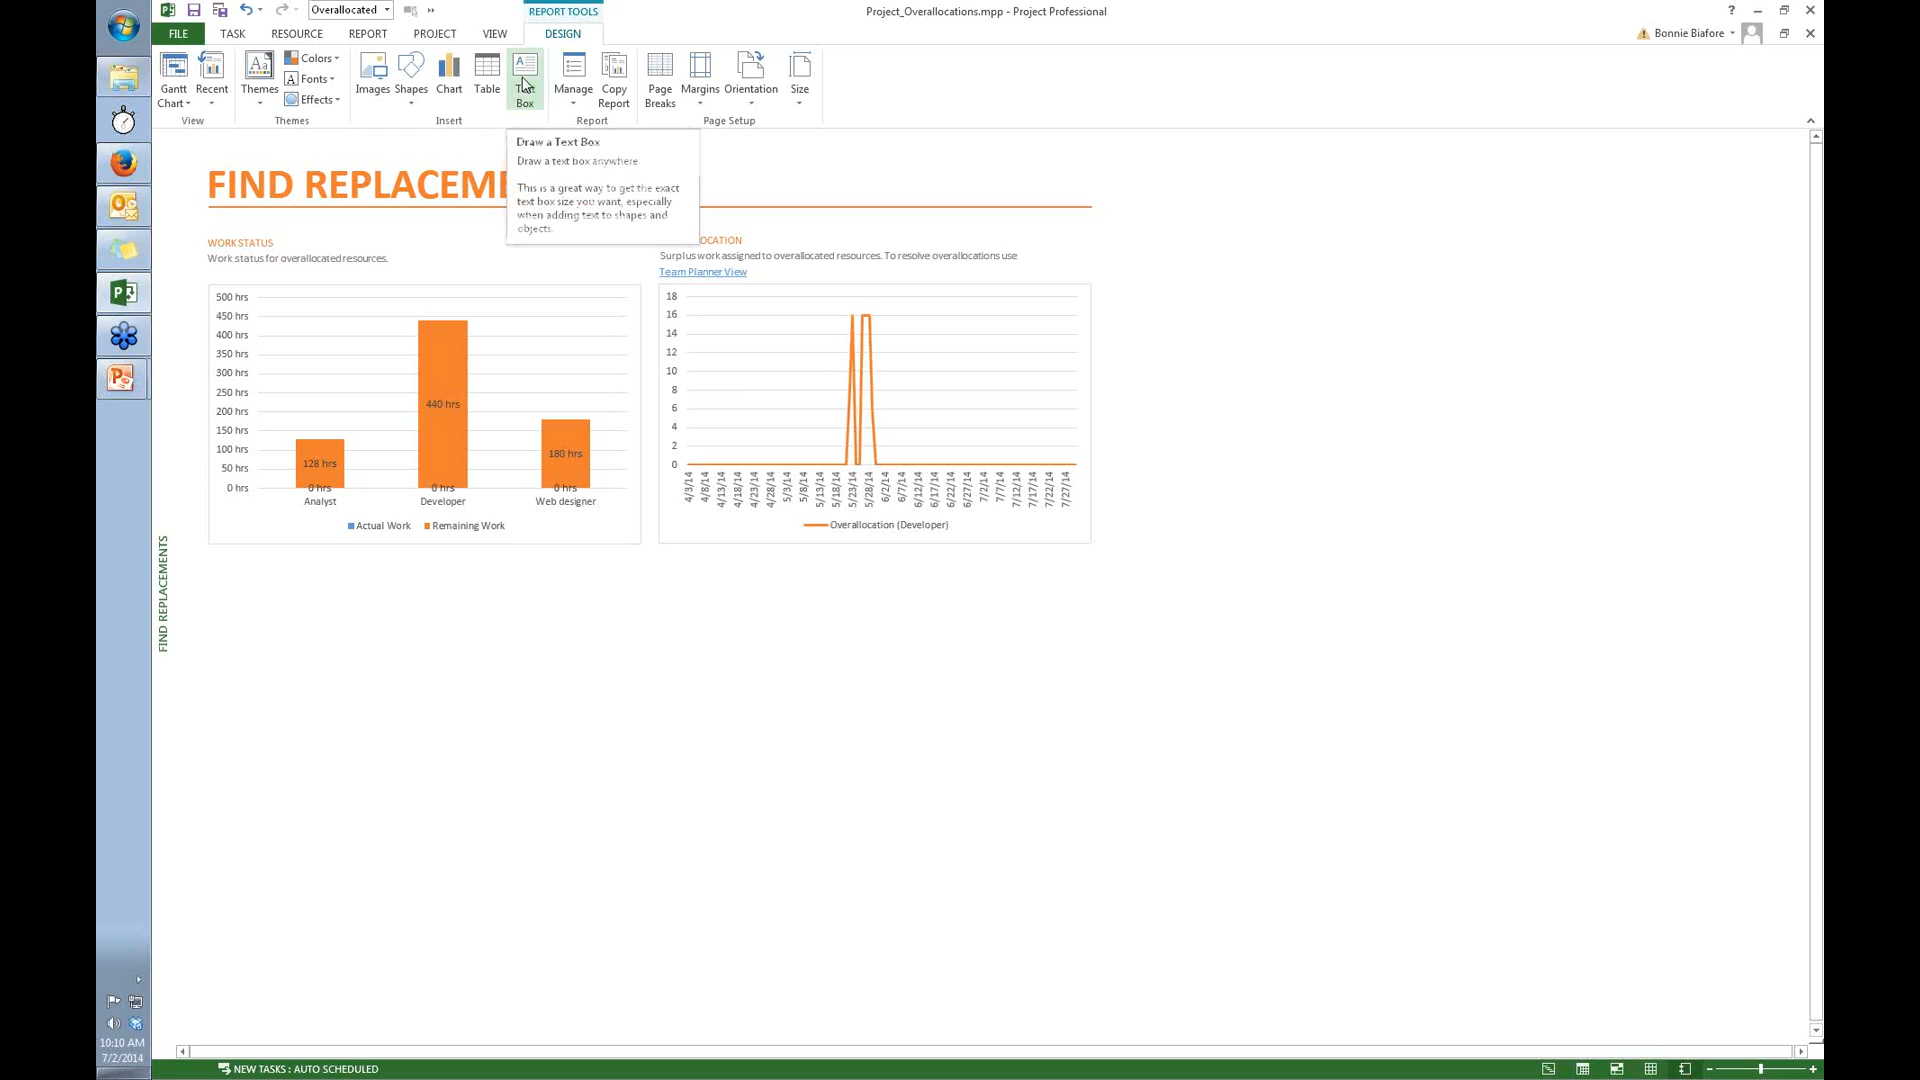 Overallocated
REPORT TOOLS
Project_Overallocations.mpp - Project Professional
FILE TASK RESOURCE REPORT PROJECT VIEW DESIGN
Bonnie Biafore
Gantt Chart
Recent
View
Themes
Colors
Fonts
Effects
Themes
Images
Shapes
Chart
Table
Box
Insert
Manage
Copy Report
Report
Page Breaks
Margins
Orientation
Size
Page Setup
Draw a Text Box
Draw a text box anywhere
This is a great way to get the exact
text box size you want, especially
when adding text to shapes and
objects.
FIND REPLACEME
WORK STATUS
Work status for overallocated resources.
500 hrs
450 hrs
400 hrs
350 hrs
300 hrs
250 hrs
200 hrs
150 hrs
100 hrs
50 hrs
0 hrs
128 hrs
440 hrs
180 hrs
0 hrs
0 hrs
0 hrs
Analyst
Developer
Web designer
Actual Work
Remaining Work
OCATION
Surplus work assigned to overallocated resources. To resolve overallocations use
Team Planner View
18
16
14
12
10
8
6
4
2
0
4/3/14
4/8/14
4/13/14
4/18/14
4/23/14
4/28/14
5/3/14
5/8/14
5/13/14
5/18/14
5/23/14
5/28/14
6/2/14
6/7/14
6/12/14
6/17/14
6/22/14
6/27/14
7/2/14
7/7/14
7/12/14
7/17/14
7/22/14
7/27/14
Overallocation (Developer)
FIND REPLACEMENTS
10:10 AM
7/2/2014
NEW TASKS : AUTO SCHEDULED